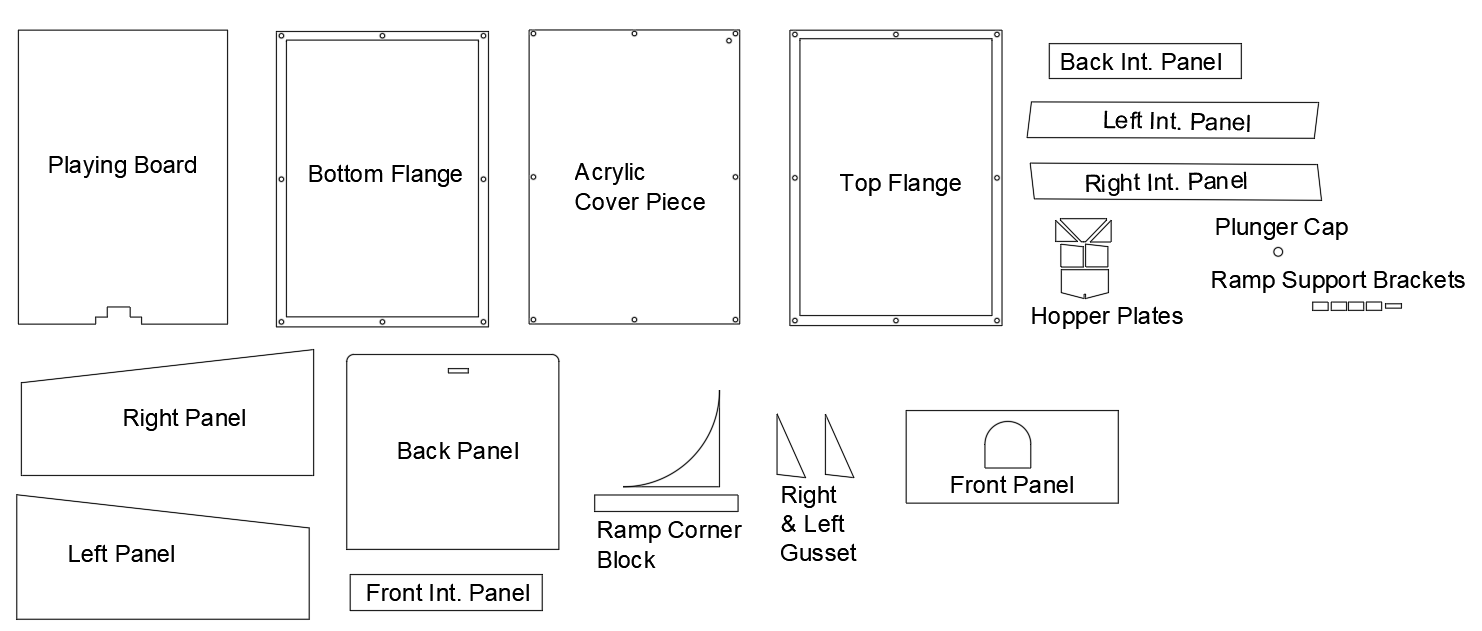 Playing Board
Bottom Flange
Acrylic
Cover Piece
Top Flange
Back Int. Panel
Left Int. Panel
Right Int. Panel
Plunger Cap
Ramp Support Brackets
Hopper Plates
Right Panel
Back Panel
Left Panel
Front Int. Panel
Ramp Corner
Block
Right
& Left
Gusset
Front Panel